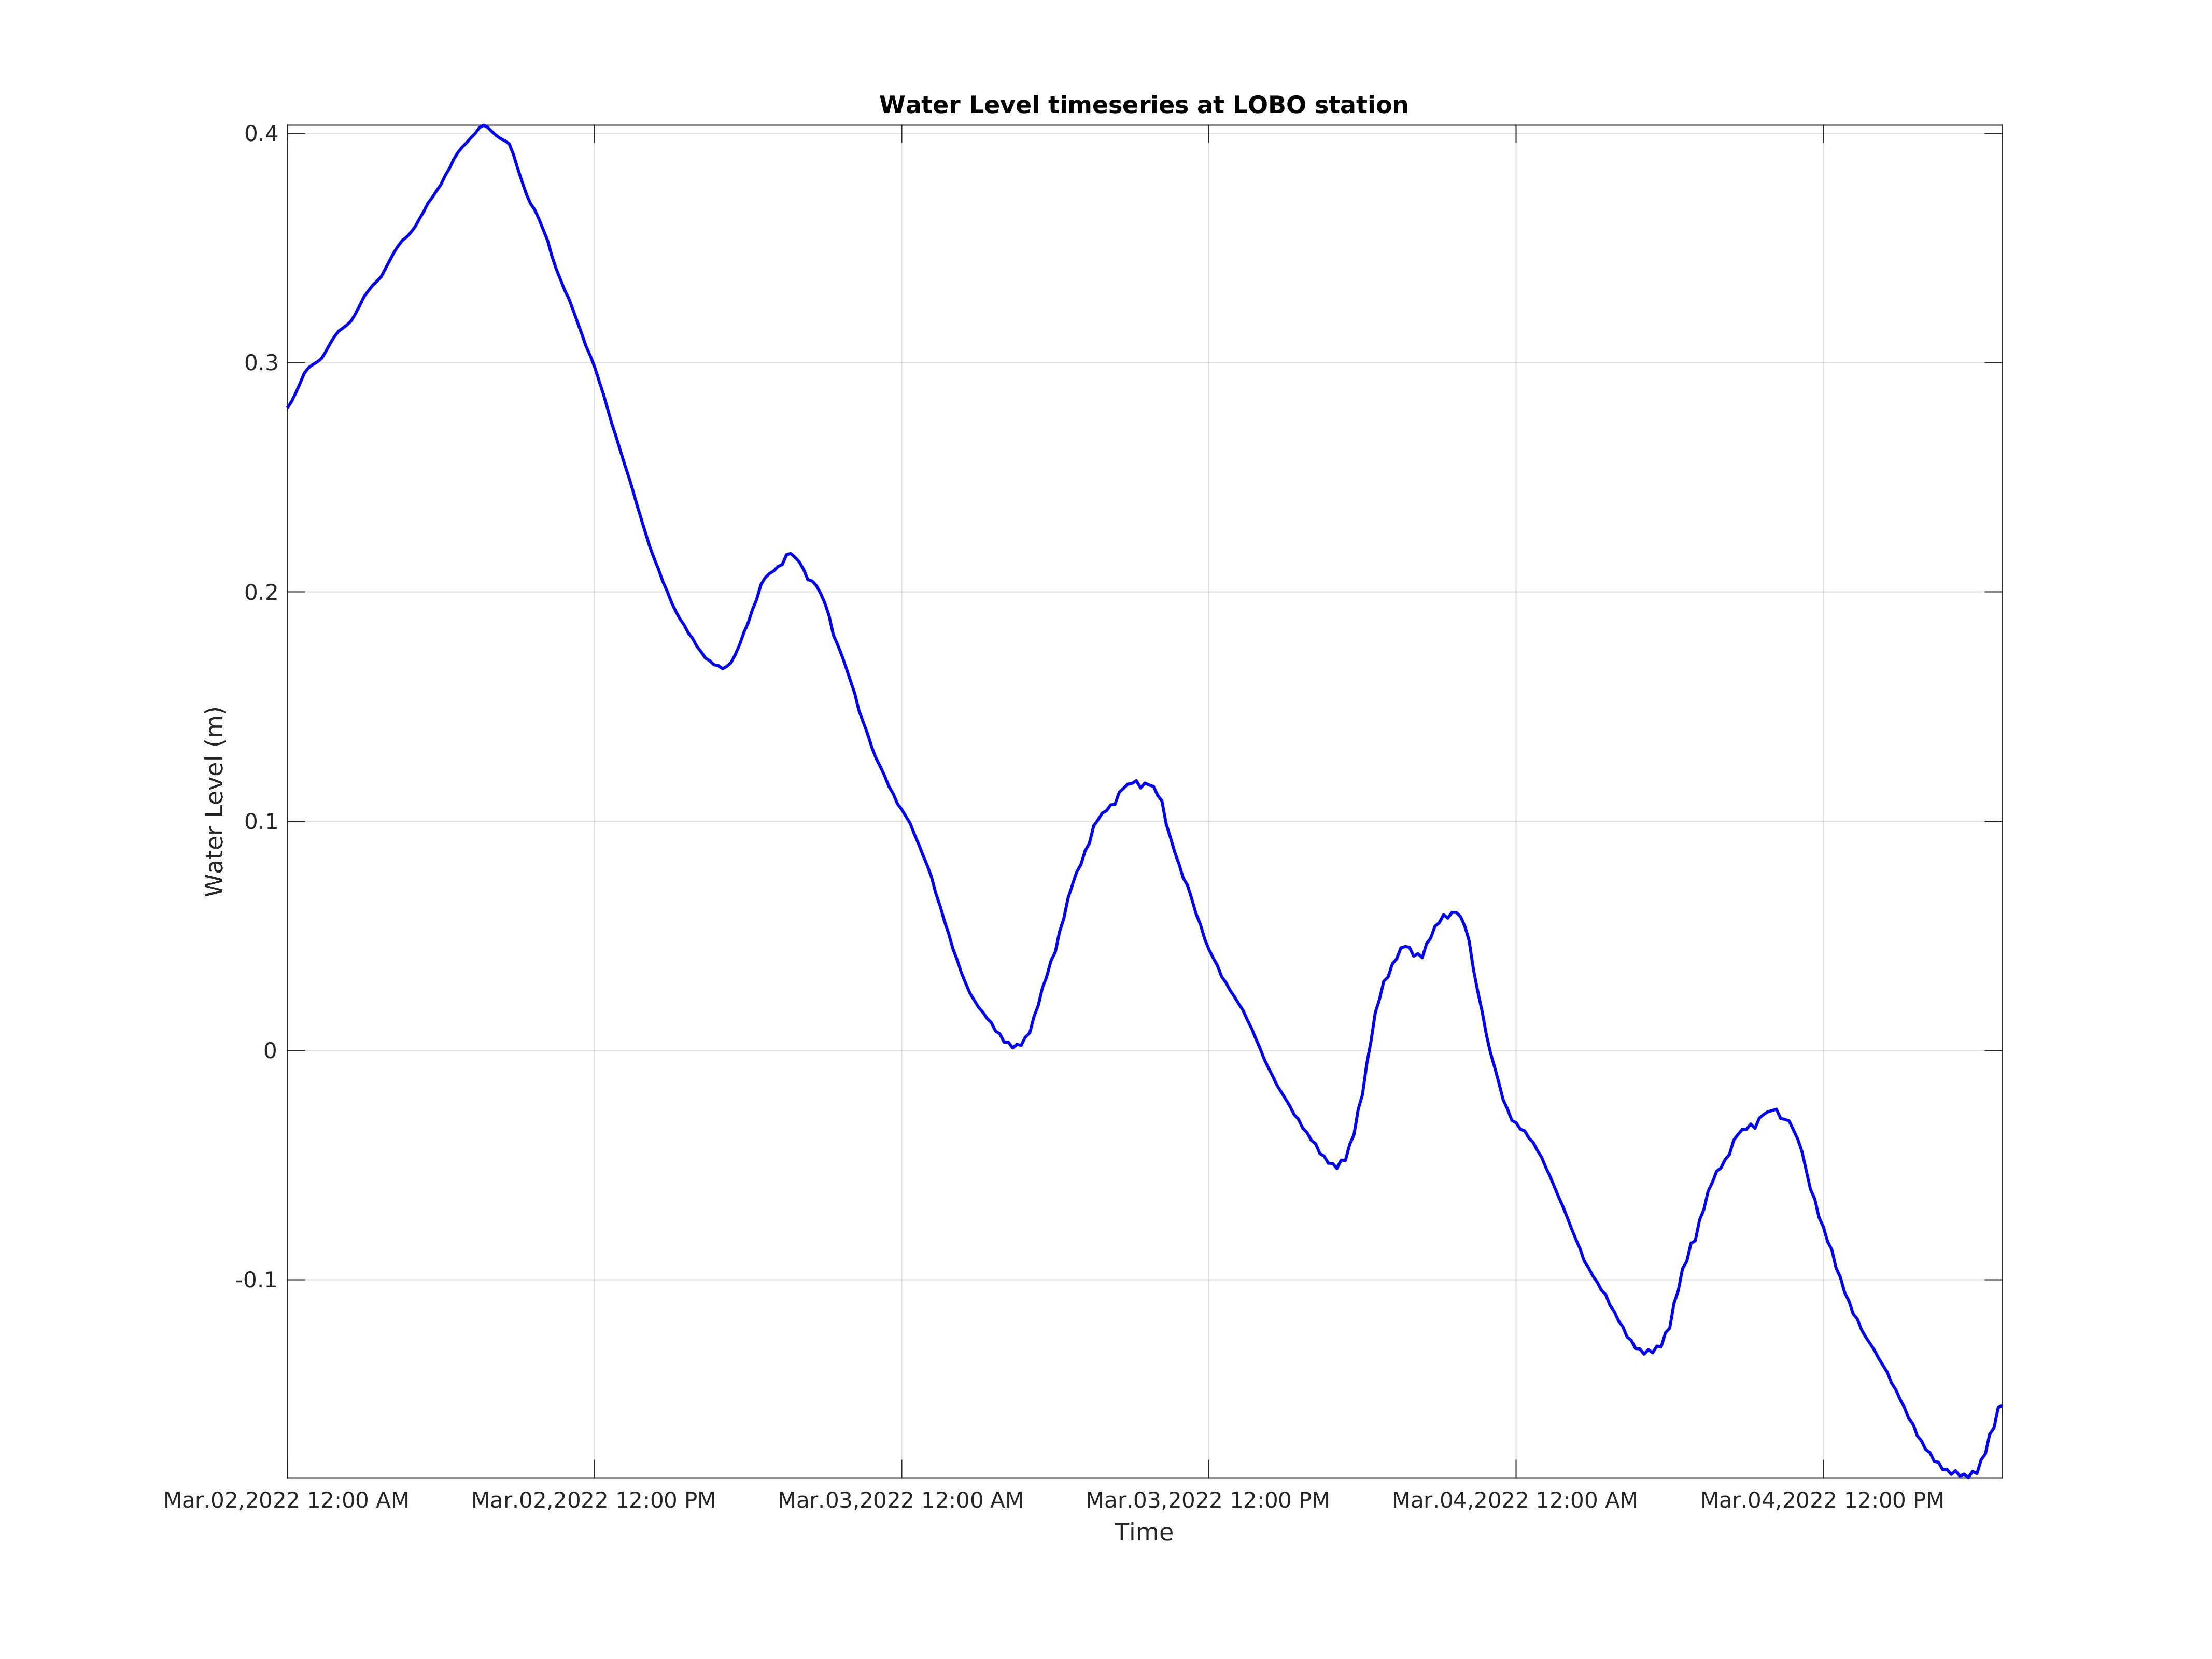 Water Level timeseries at LOBO station
0.4
0.3
0.2
0.1
0
-0.1
Water Level (m)
Mar.02,2022 12:00 AM Mar.02,2022 12:00 PM Mar.03,2022 12:00 AM Mar.03,2022 12:00 PM Mar.04,2022 12:00 AM Mar.04,2022 12:00 PM
Time